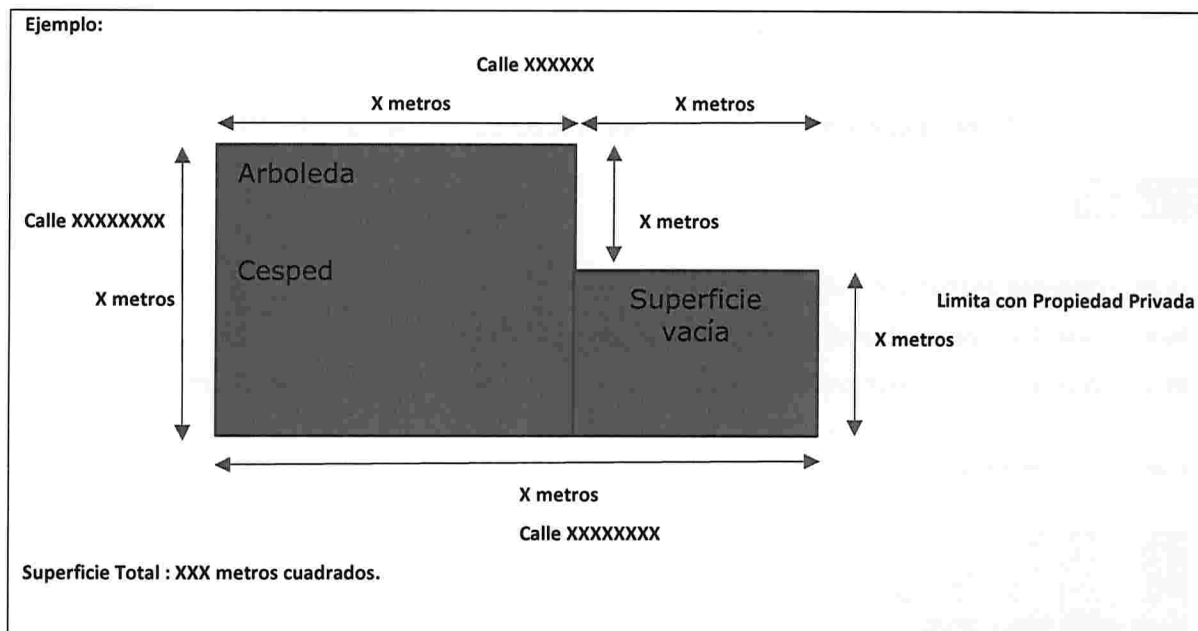 Ejemplo:
Calle XXXXXX
X metros
X metros
Arboleda
Calle XXXXXXXX
X metros
Cesped
X metros
Superficie
vacía
Limita con Propiedad Privada
X metros
X metros
Calle XXXXXXXX
Superficie Total : XXX metros cuadrados.